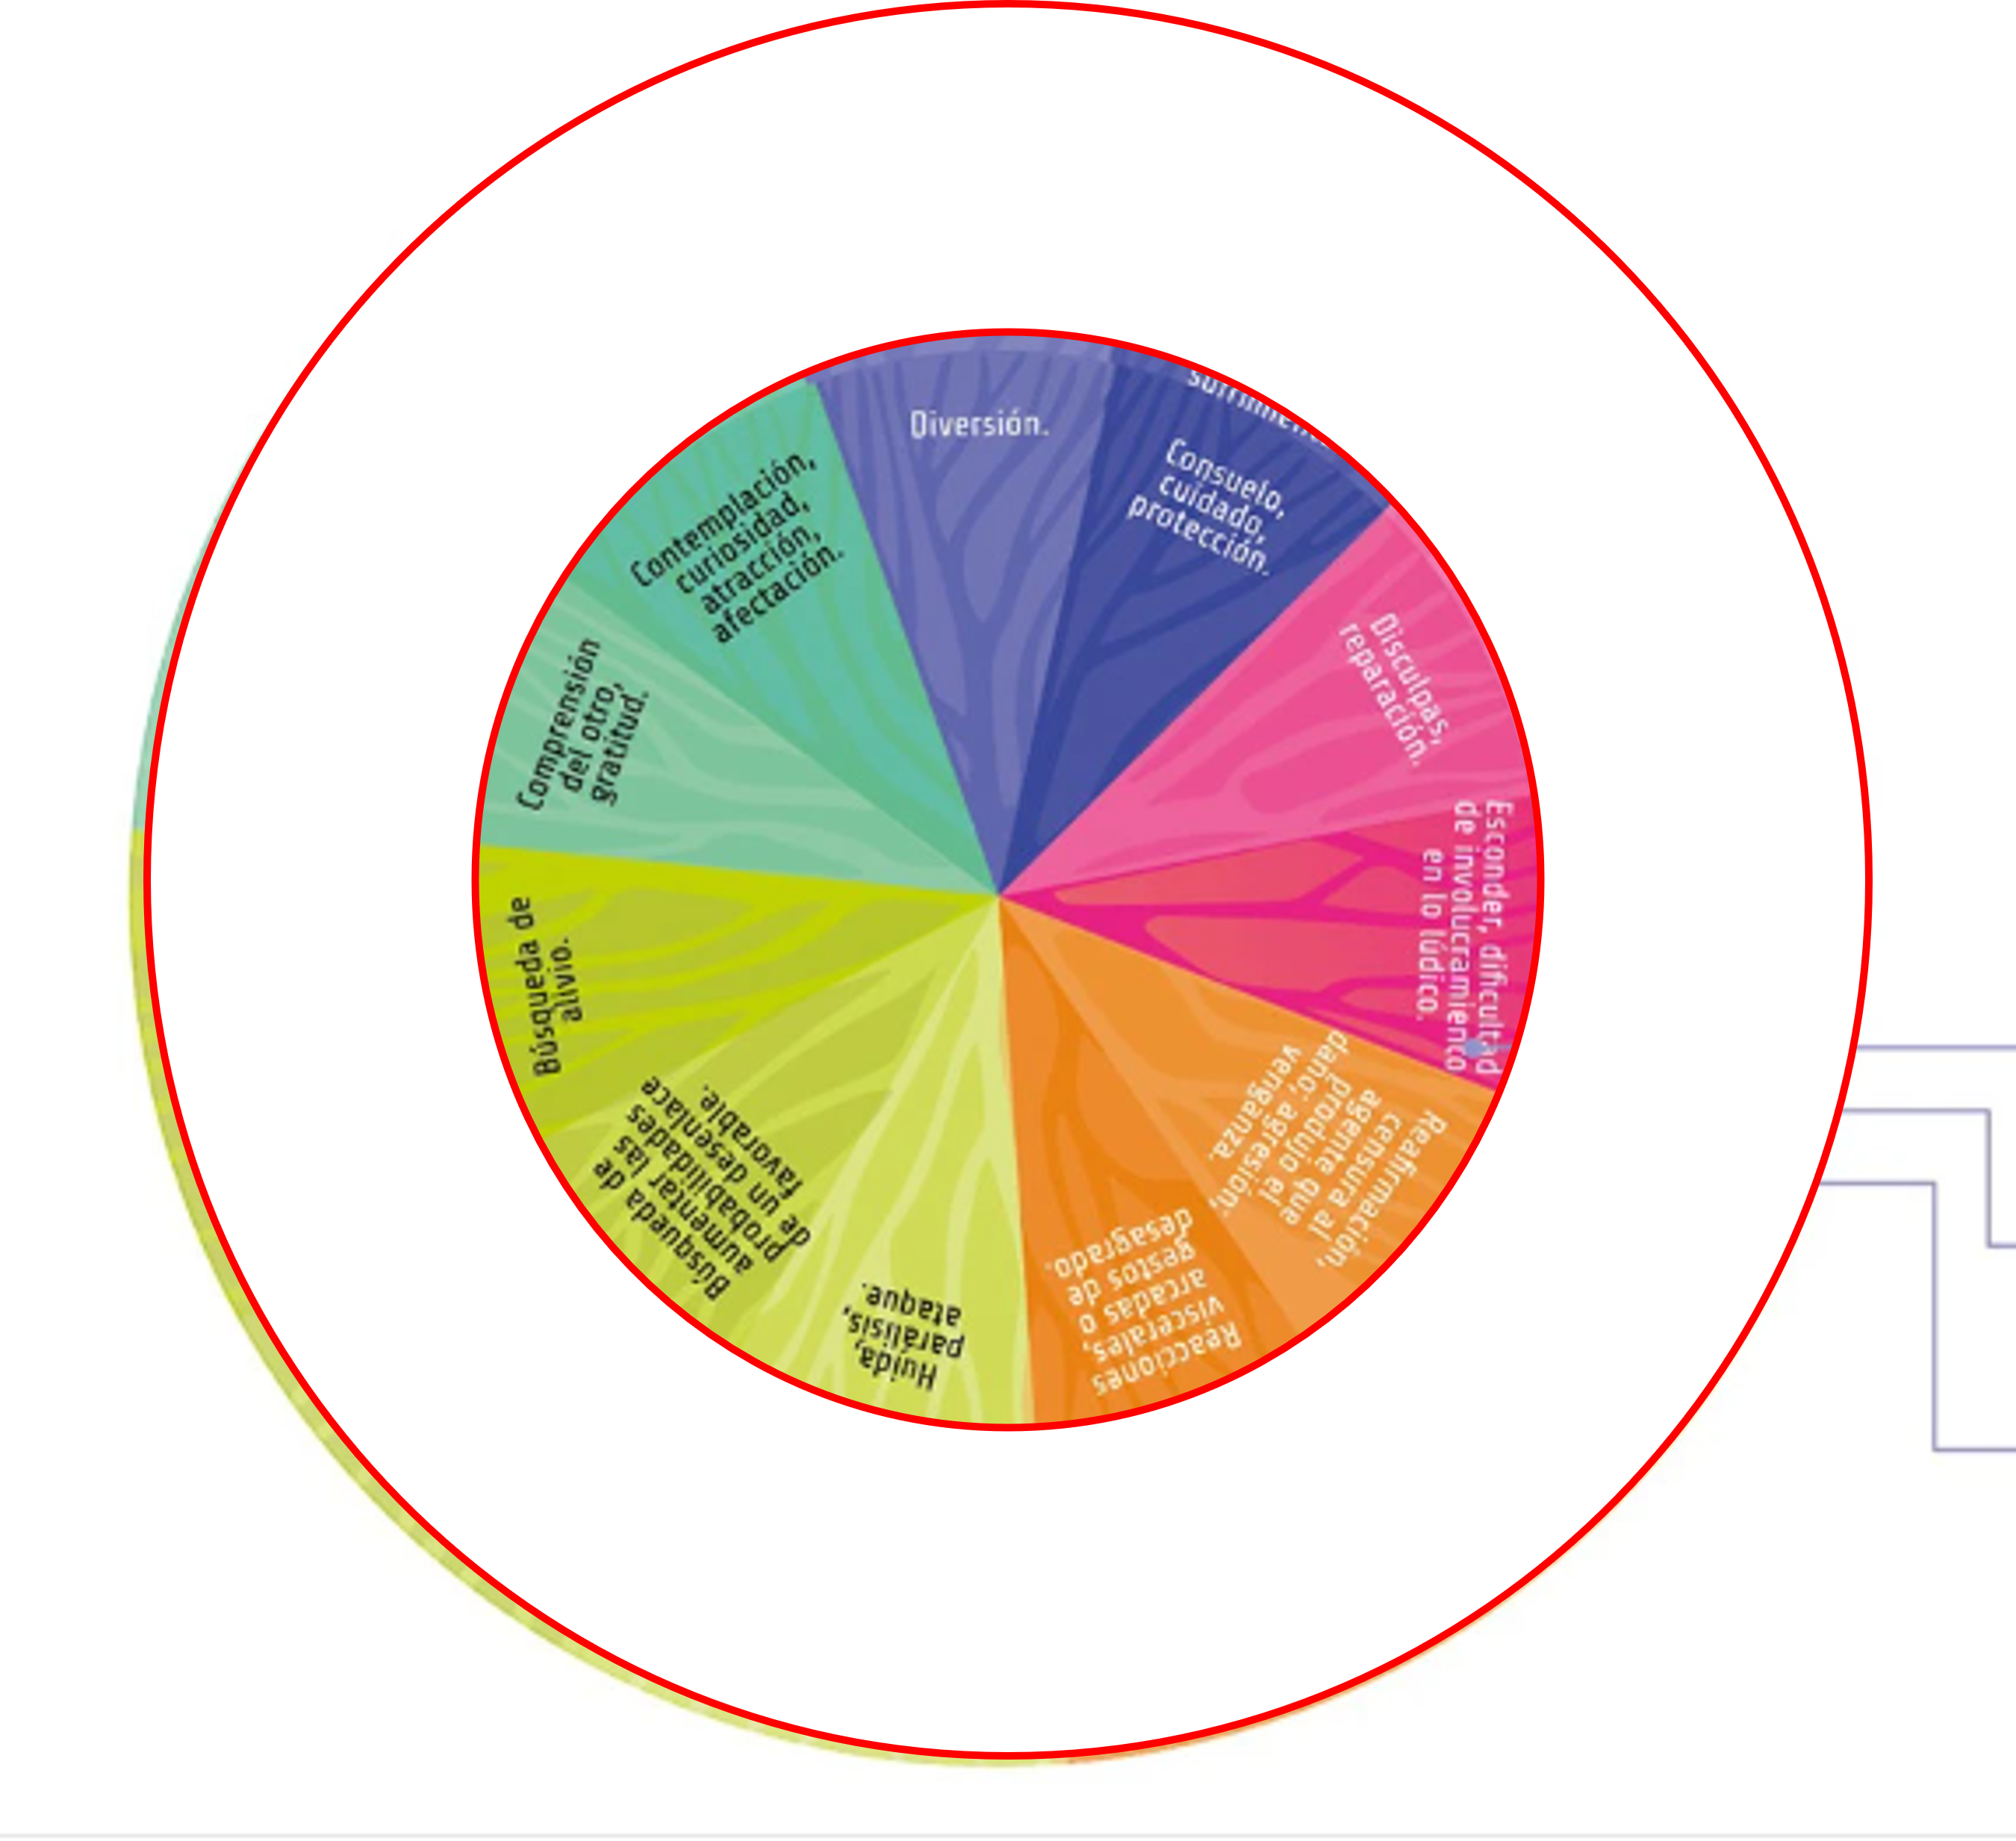 Diversión.
Consuelo,
cuidado,
protección.
Disculpas,
reparación.
Esconder, dificultad
de involucramiento
en lo lúdico.
Reafirmación,
censura al
agente que
produjo el
daño; agresión;
venganza.
Reacciones
viscerales,
arcadas o
gestos de
desagrado.
Huida,
parálisis,
ataque.
Búsqueda de
aumentar las
probabilidades
de un desenlace
favorable.
Búsqueda de
alivio.
Comprensión
del otro,
gratitud.
Contemplación,
curiosidad,
atracción,
afectación.